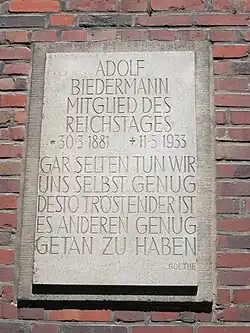 ADOLF
BIEDERMANN
MITGLIED DES
REICHSTAGES
* 30·3·1881 + 11·5·1933
GAR SELTEN TUN WIR
UNS SELBST GENUG
DESTO TRÖSTENDER IST
ES ANDEREN GENUG
GETAN ZU HABEN
GOETHE